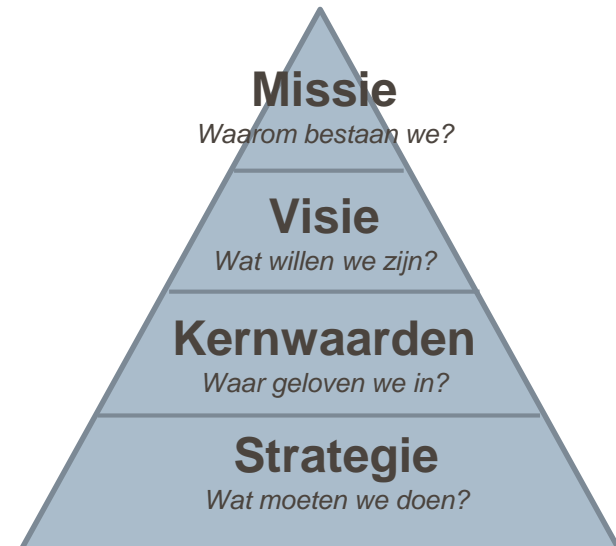 Missie
Waarom bestaan we?
Visie
Wat willen we zijn?
Kernwaarden
Waar geloven we in?
Strategie
Wat moeten we doen?